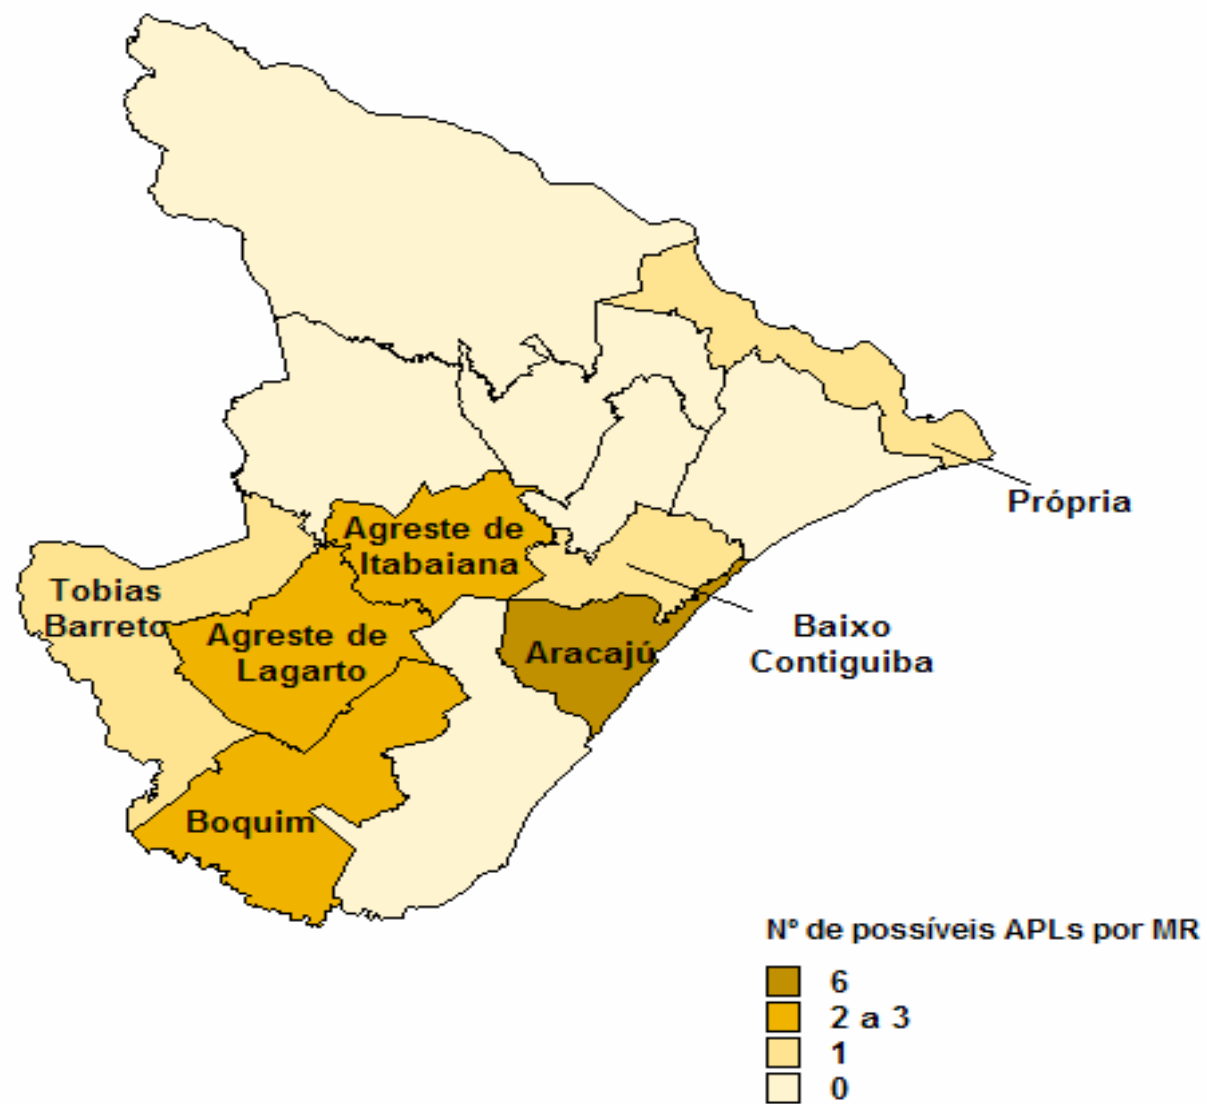 Própria
Agreste de
Itabaiana
Tobias
Barreto
Agreste de
Lagarto
Aracajú
Baixo
Contiguiba
Boquim
Nº de possíveis APLs por MR
6
2 a 3
1
0